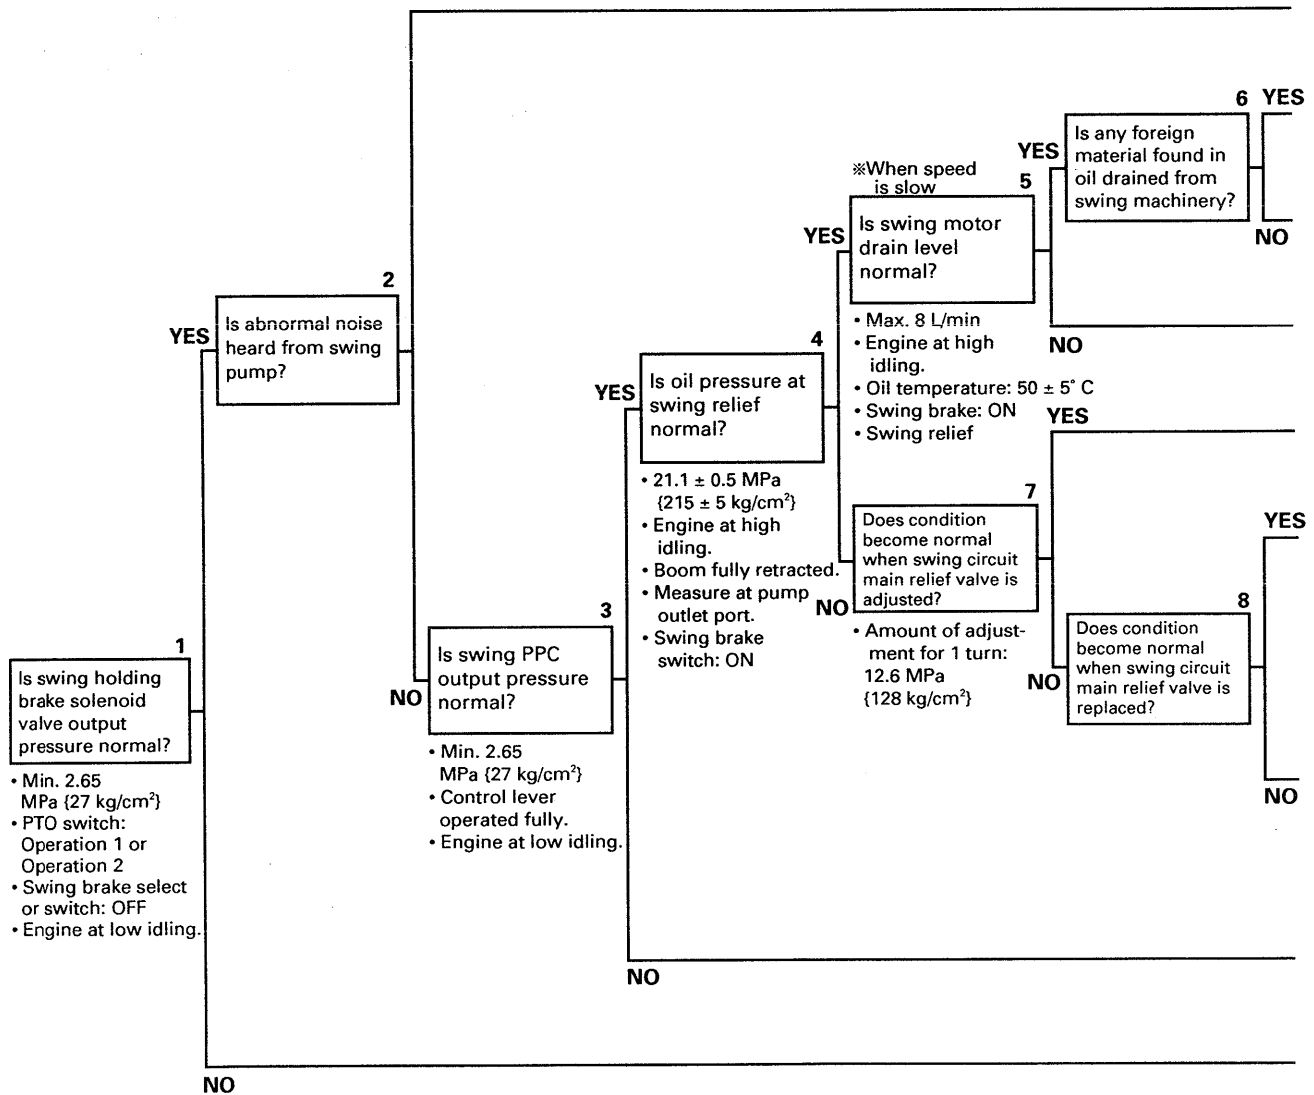 6 YES
Is any foreign
material found in
oil drained from
swing machinery?
NO
YES
※When speed
is slow
5
Is swing motor
drain level
normal?
• Max. 8 L/min
• Engine at high
idling.
• Oil temperature: 50 ± 5° C
• Swing brake: ON
• Swing relief
NO
YES
2
YES
Is abnormal noise
heard from swing
pump?
4
YES
Is oil pressure at
swing relief
normal?
• 21.1 ± 0.5 MPa
{215 ± 5 kg/cm²}
• Engine at high
idling.
• Boom fully retracted.
• Measure at pump
outlet port.
• Swing brake
switch: ON
YES
7
Does condition
become normal
when swing circuit
main relief valve is
adjusted?
NO
• Amount of adjust-
ment for 1 turn:
12.6 MPa
{128 kg/cm²}
YES
8
Does condition
become normal
when swing circuit
main relief valve is
replaced?
NO
NO
3
Is swing PPC
output pressure
normal?
NO
• Min. 2.65
MPa {27 kg/cm²}
• Control lever
operated fully.
• Engine at low idling.
1
Is swing holding
brake solenoid
valve output
pressure normal?
• Min. 2.65
MPa {27 kg/cm²}
• PTO switch:
Operation 1 or
Operation 2
• Swing brake select
or switch: OFF
• Engine at low idling.
NO
NO